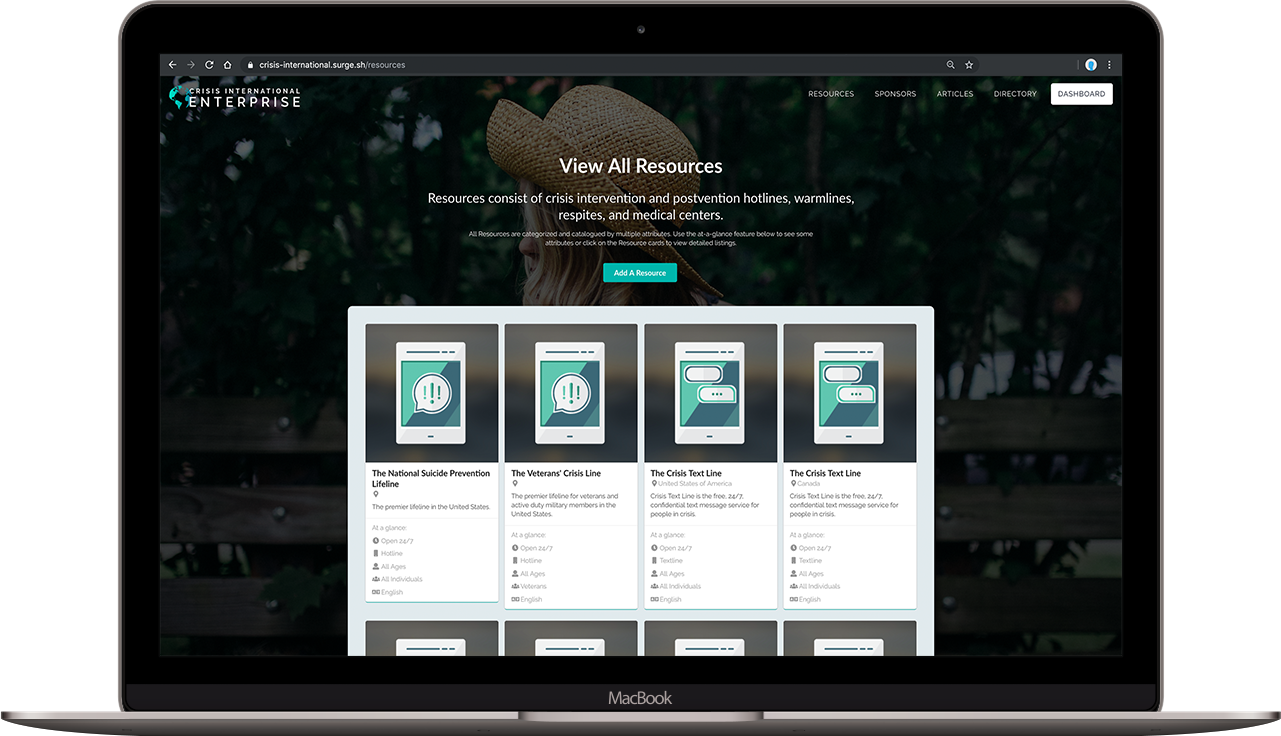 crisis-international.surge.sh/resources
CRISIS INTERNATIONAL
ENTERPRISE
RESOURCES
SPONSORS
ARTICLES
DIRECTORY
DASHBOARD
View All Resources
Resources consist of crisis intervention and postvention hotlines, warmlines,
respites, and medical centers.
All Resources are categorized and catalogued by multiple attributes. Use the at-a-glance feature below to see some
attributes or click on the Resource cards to view detailed listings.
Add A Resource
The National Suicide Prevention
Lifeline
The premier lifeline in the United States.
At a glance:
Open 24/7
Hotline
All Ages
All Individuals
English
The Veterans' Crisis Line
The premier lifeline for veterans and
active duty military members in the
United States.
At a glance:
Open 24/7
Hotline
All Ages
Veterans
English
The Crisis Text Line
United States of America
Crisis Text Line is the free, 24/7,
confidential text message service for
people in crisis.
At a glance:
Open 24/7
Textline
All Ages
All Individuals
English
The Crisis Text Line
Canada
Crisis Text Line is the free, 24/7,
confidential text message service for
people in crisis.
At a glance:
Open 24/7
Textline
All Ages
All Individuals
English
MacBook